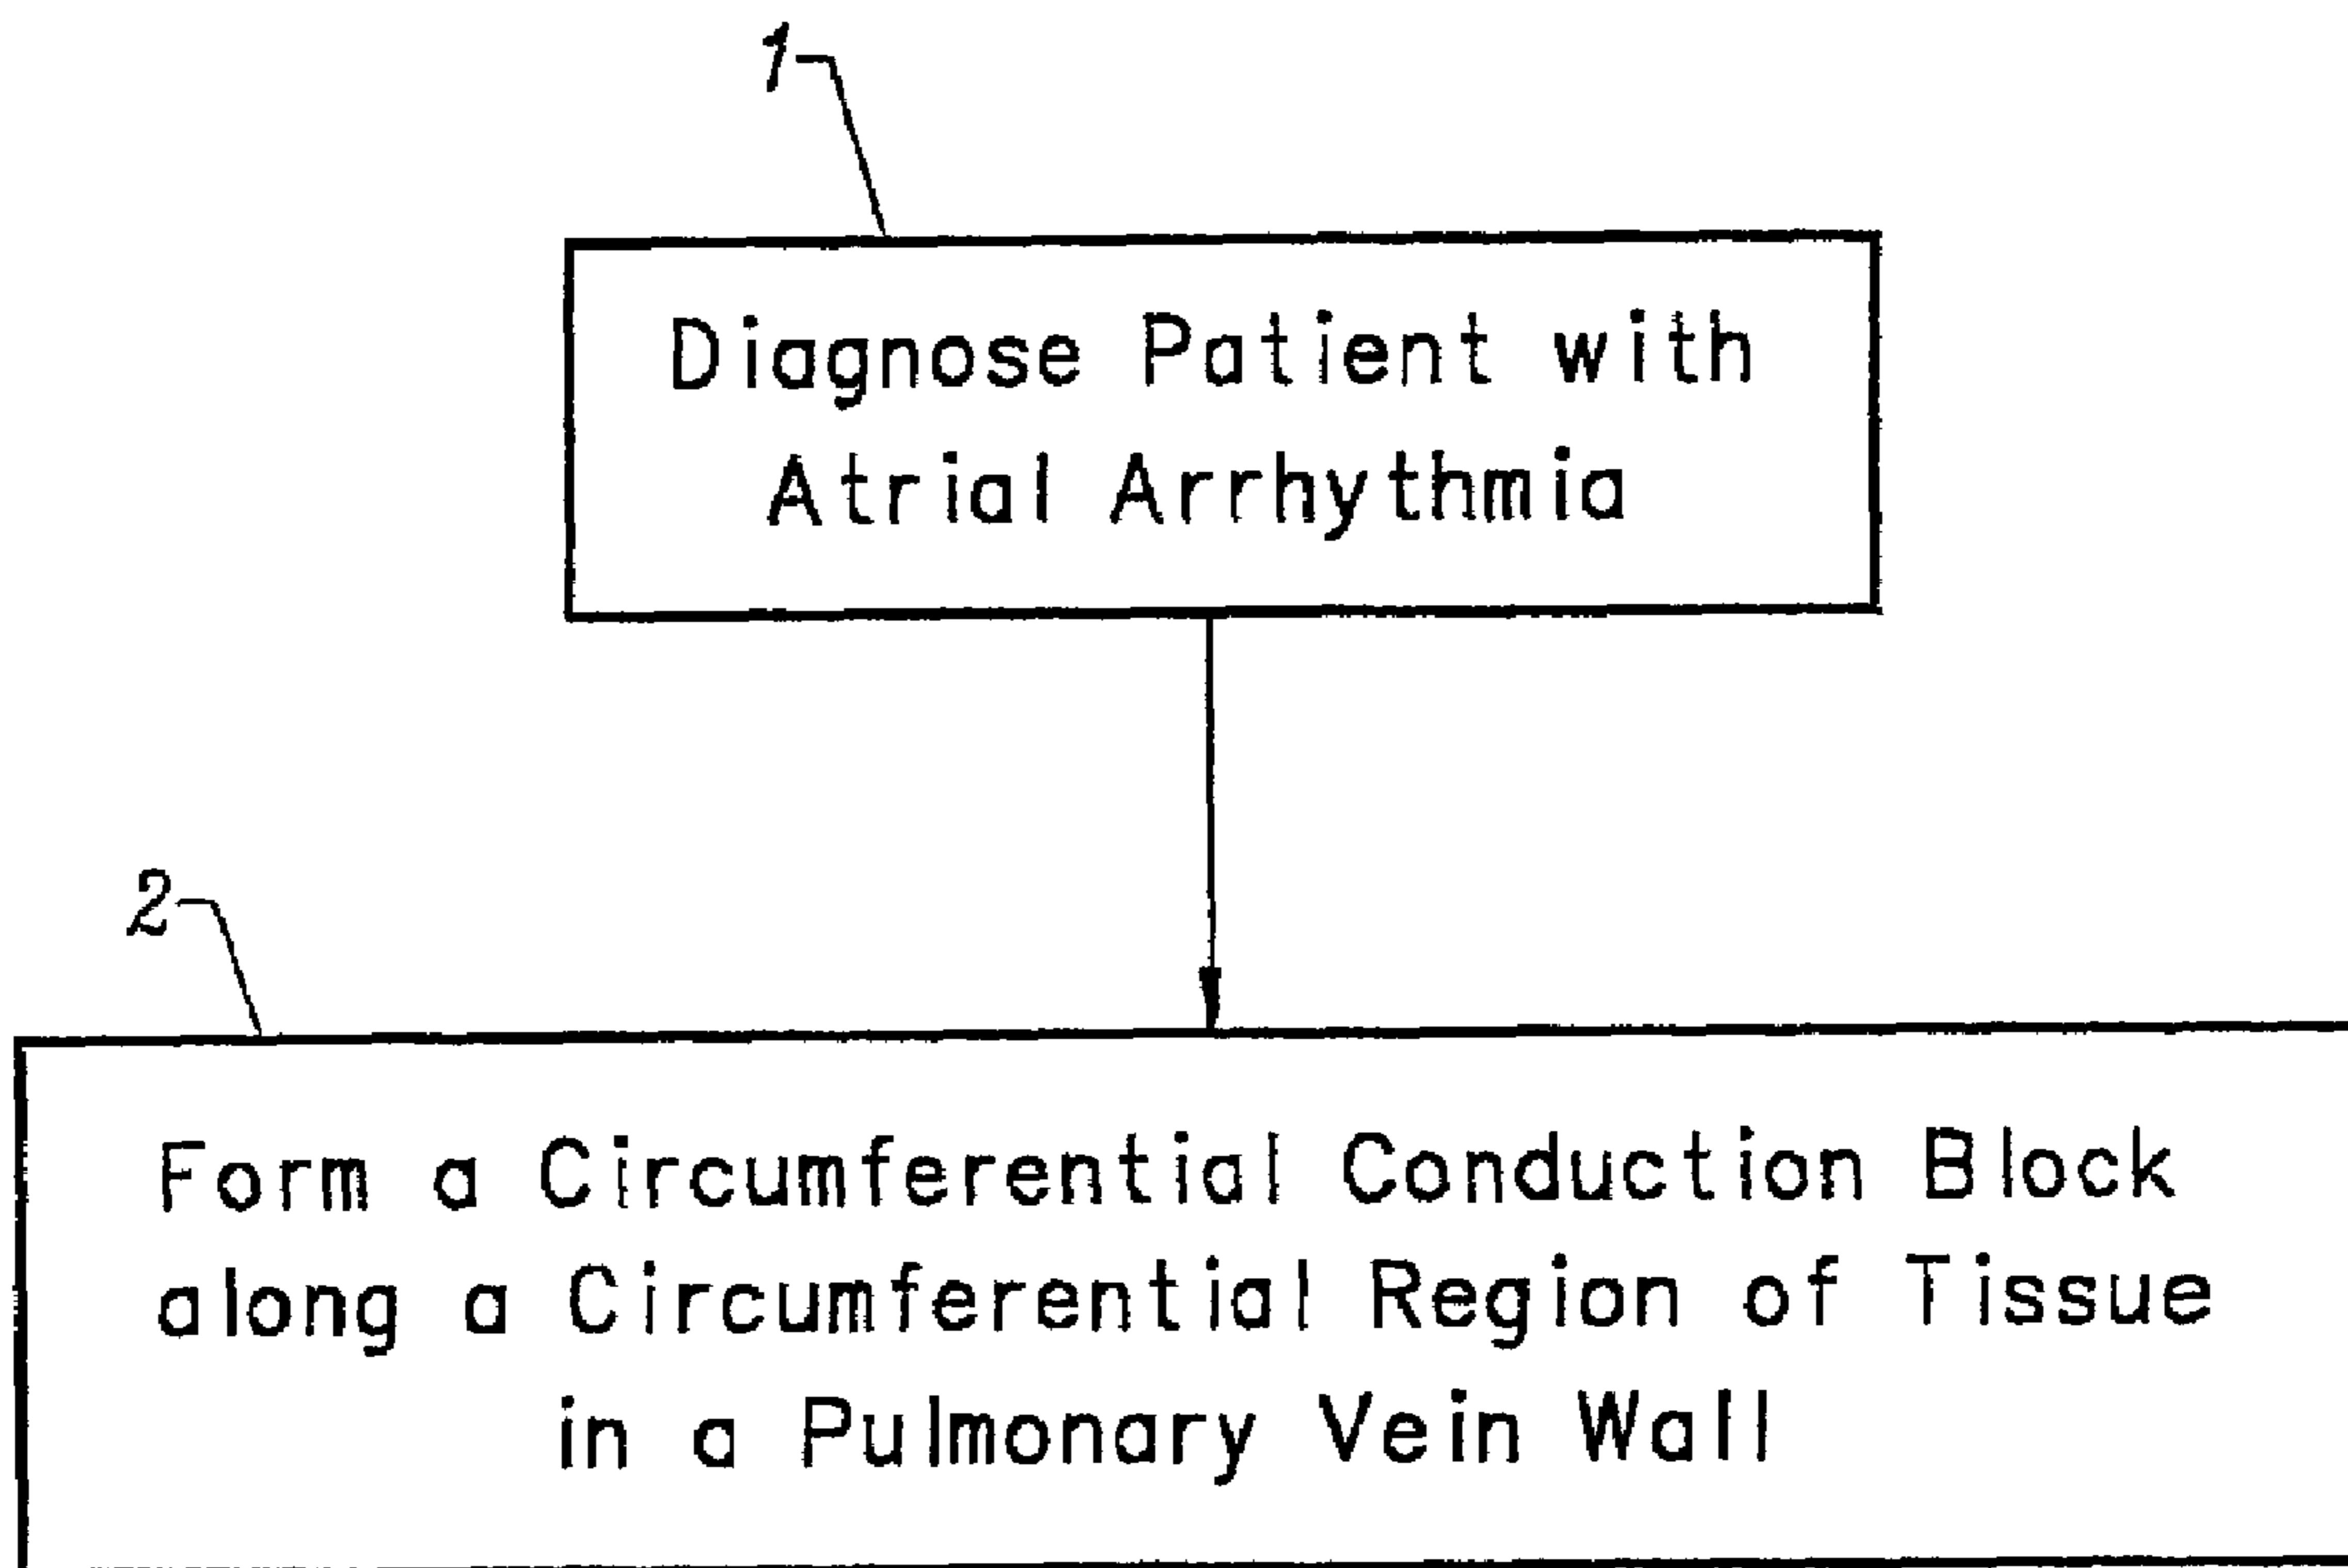 1
Diagnose Patient with
Atrial Arrhythmia
2
Form a Circumferential Conduction Block
along a Circumferential Region of Tissue
in a Pulmonary Vein Wall